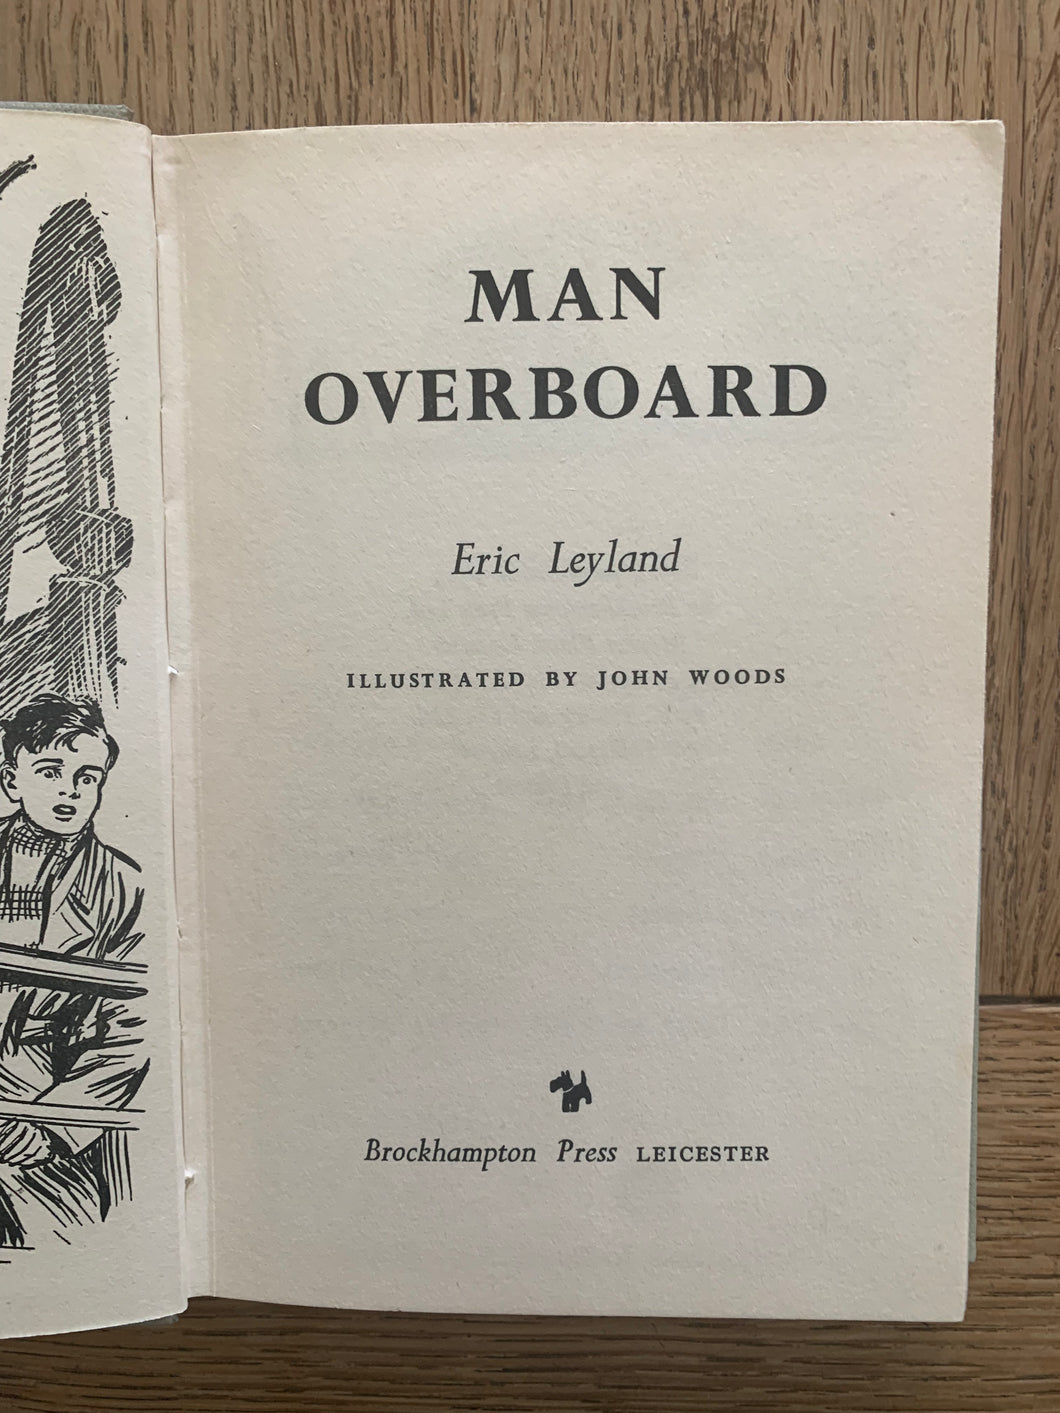 MAN
OVERBOARD
Eric Leyland
ILLUSTRATED BY JOHN WOODS
Brockhampton Press LEICESTER